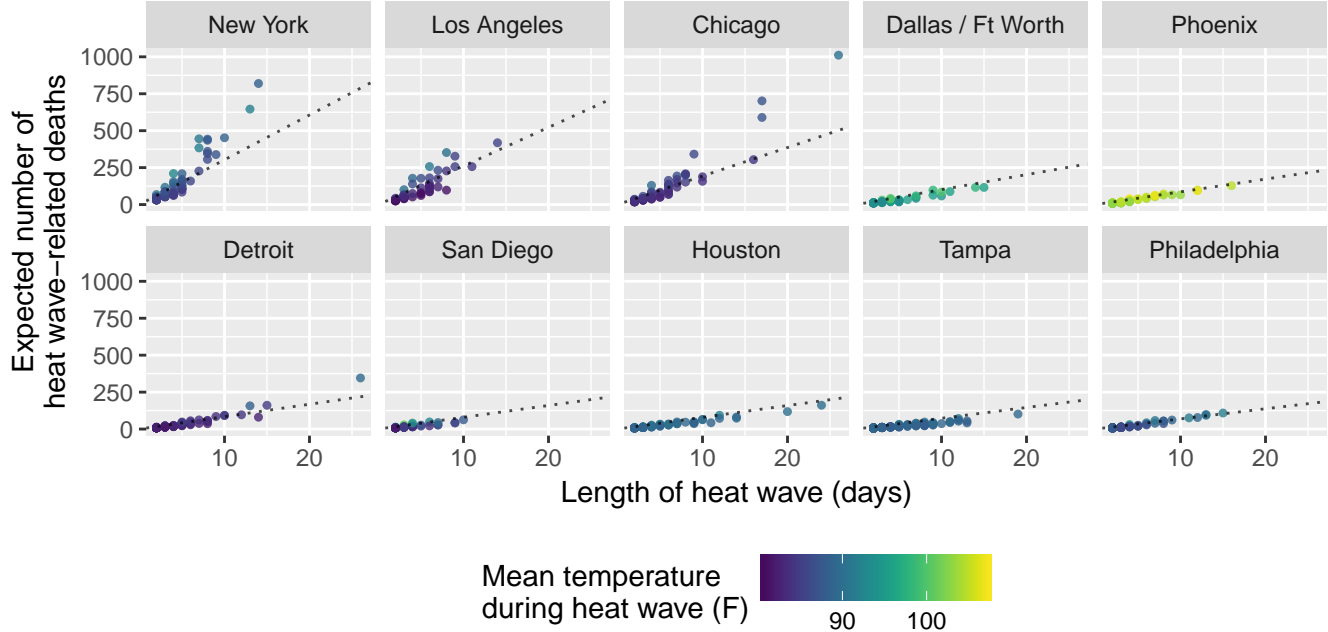 New York Los Angeles Chicago Dallas / Ft Worth Phoenix
1000
750
500
250
0
Detroit San Diego Houston Tampa Philadelphia
1000
750
500
250
0
10 20 10 20 10 20 10 20 10 20
Expected number of
heat wave−related deaths
Length of heat wave (days)
Mean temperature
during heat wave (F)
90 100